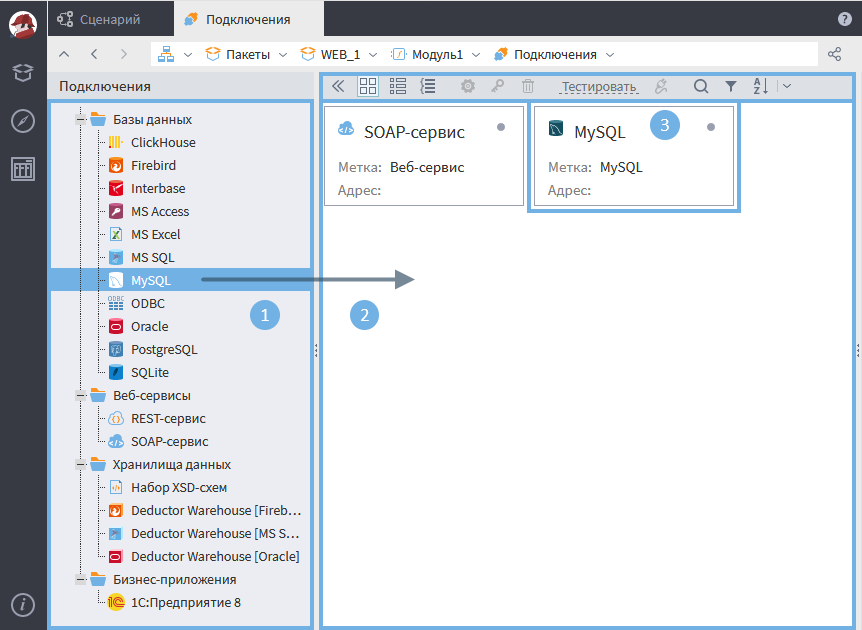 Сценарий
Подключения
?
Пакеты
WEB_1
Модуль1
Подключения
Подключения
Тестировать
Базы данных
ClickHouse
Firebird
Interbase
MS Access
MS Excel
MS SQL
MySQL
ODBC
Oracle
PostgreSQL
SQLite
Веб-сервисы
REST-сервис
SOAP-сервис
Хранилища данных
Набор XSD-схем
Deductor Warehouse [Fireb...
Deductor Warehouse [MS S...
Deductor Warehouse [Oracle]
Бизнес-приложения
1С:Предприятие 8
1
2
SOAP-сервис
Метка: Веб-сервис
Адрес:
MySQL
3
Метка: MySQL
Адрес: